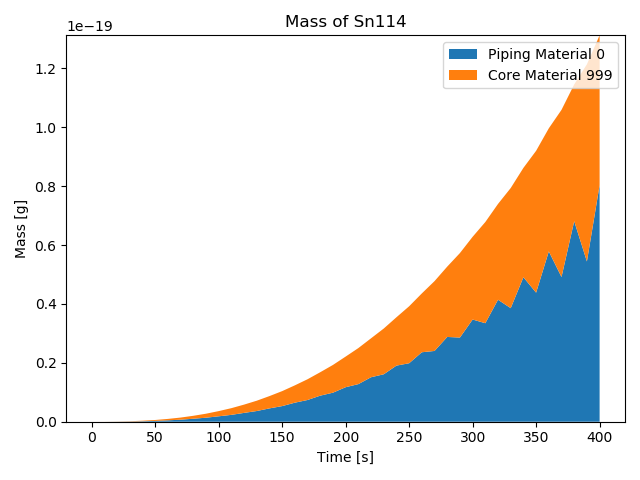 Mass of Sn114
1e−19
Piping Material 0
Core Material 999
1.2
1.0
0.8
0.6
0.4
0.2
0.0
Mass [g]
0 50 100 150 200 250 300 350 400
Time [s]